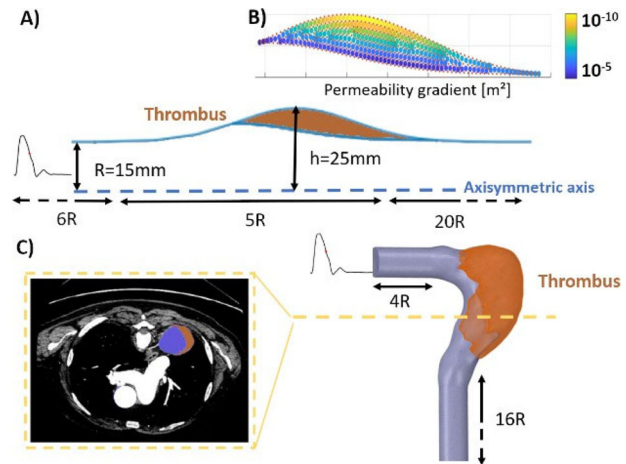 A)
B)
10⁻¹⁰
10⁻⁵
Permeability gradient [m²]
Thrombus
R=15mm
h=25mm
Axisymmetric axis
6R
5R
20R
C)
Thrombus
4R
16R